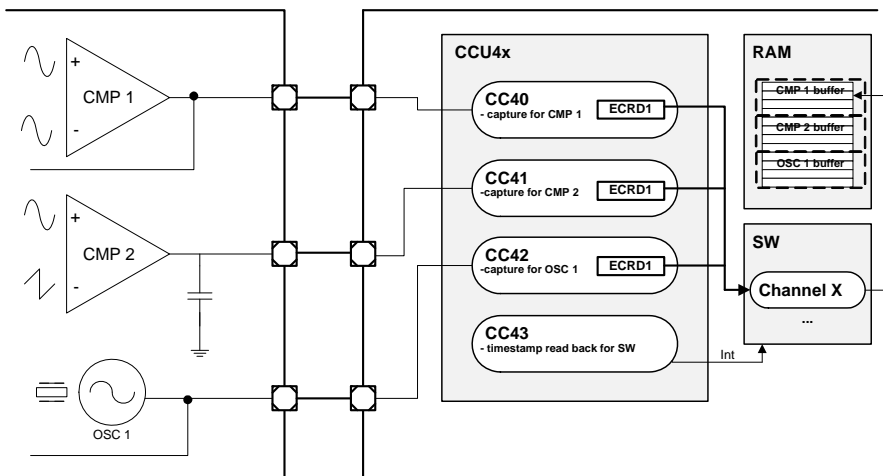 +
CMP 1
-
+
CMP 2
-
OSC 1
CCU4x
CC40
- capture for CMP 1
ECRD1
CC41
-capture for CMP 2
ECRD1
CC42
-capture for OSC 1
ECRD1
CC43
- timestamp read back for SW
Int
RAM
CMP 1 buffer
CMP 2 buffer
OSC 1 buffer
SW
Channel X
...